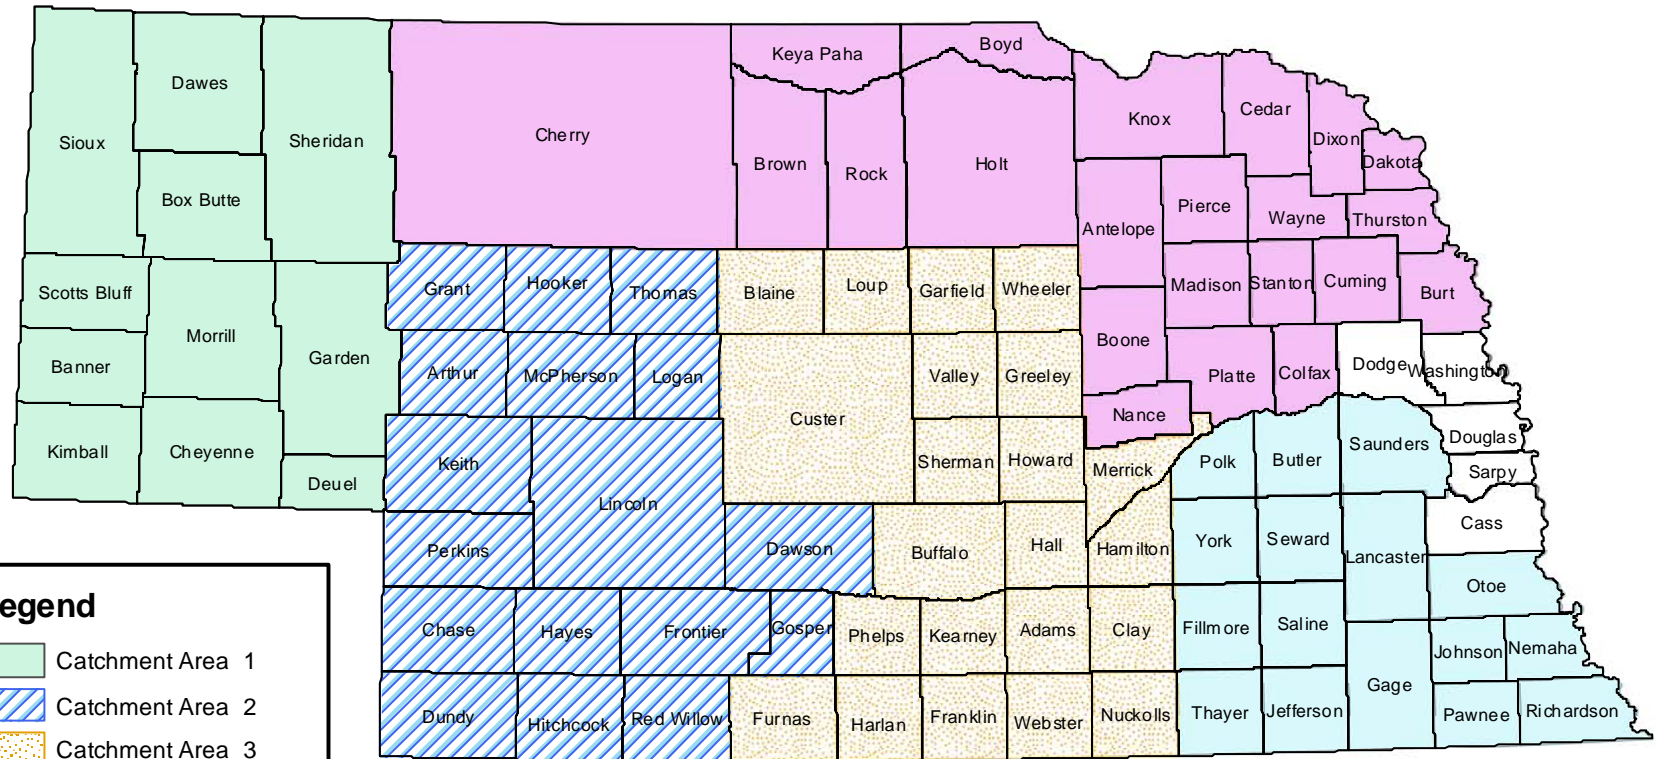 Keya Paha
Boyd
Dawes
Cedar
Knox
Sioux
Sheridan
Cherry
Dixon
Brown
Rock
Holt
Dakota
Box Butte
Pierce
Wayne
Thurston
Antelope
Scotts Bluff
Grant
Hooker
Thomas
Blaine
Loup
Garfield
Wheeler
Madison
Stanton
Cuming
Burt
Morrill
Boone
Banner
Garden
Arthur
McPherson
Logan
Valley
Greeley
Platte
Colfax
Dodge
Washington
Custer
Nance
Kimball
Cheyenne
Keith
Sherman
Howard
Merrick
Polk
Butler
Saunders
Douglas
Sarpy
Deuel
Lincoln
Cass
Perkins
Dawson
Buffalo
Hall
Hamilton
York
Seward
Lancaster
Otoe
Chase
Hayes
Frontier
Gosper
Phelps
Kearney
Adams
Clay
Fillmore
Saline
Johnson
Nemaha
Gage
Dundy
Hitchcock
Red Willow
Furnas
Harlan
Franklin
Webster
Nuckolls
Thayer
Jefferson
Pawnee
Richardson
egend
Catchment Area 1
Catchment Area 2
Catchment Area 3